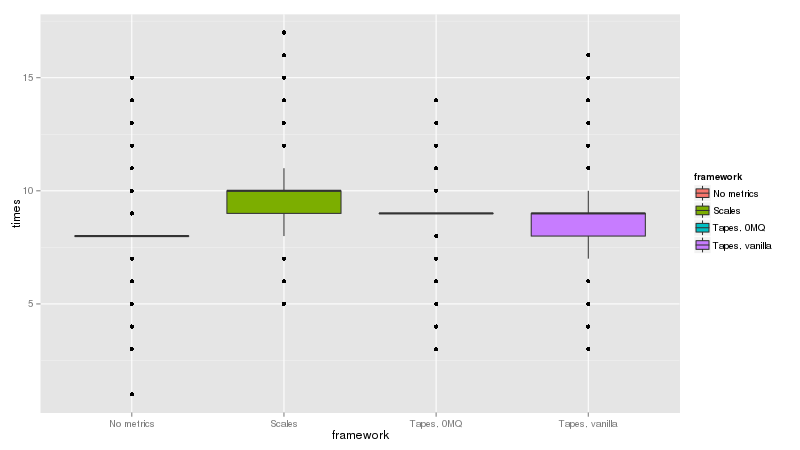 15
10
5
times
No metrics
Scales
Tapes, 0MQ
Tapes, vanilla
framework
framework
No metrics
Scales
Tapes, 0MQ
Tapes, vanilla